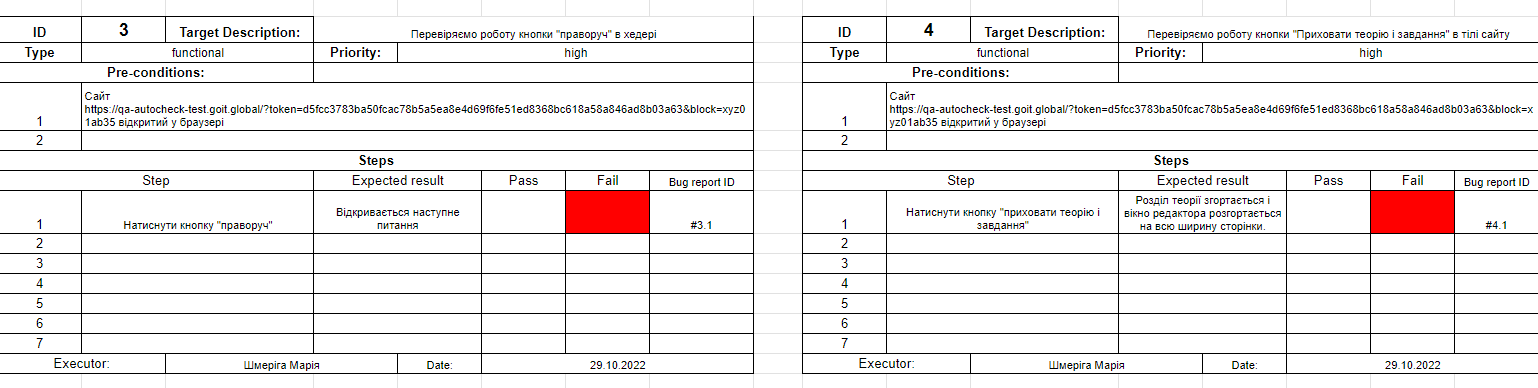 ID 3 Target Description: Перевіряємо роботу кнопки "праворуч" в хедері
Type functional Priority: high
Pre-conditions:
Сайт
https://qa-autocheck-test.goit.global/?token=d5fcc3783ba50fcac78b5a5ea8e4d69f6fe51ed8368bc618a58a846ad8b03a63&block=xyz0
1 1ab35 відкритий у браузері
2
Steps
Step Expected result Pass Fail Bug report ID
Відкривається наступне
1 Натиснути кнопку "праворуч" питання #3.1
2
3
4
5
6
7
Executor: Шмеріга Марія Date: 29.10.2022
ID 4 Target Description: Перевіряємо роботу кнопки "Приховати теорію і завдання" в тілі сайту
Type functional Priority: high
Pre-conditions:
Сайт
https://qa-autocheck-test.goit.global/?token=d5fcc3783ba50fcac78b5a5ea8e4d69f6fe51ed8368bc618a58a846ad8b03a63&block=x
1 yz01ab35 відкритий у браузері
2
Steps
Step Expected result Pass Fail Bug report ID
Розділ теорії згортається і
Натиснути кнопку "приховати теорію і вікно редактора розгортається
1 завдання" на всю ширину сторінки. #4.1
2
3
4
5
6
7
Executor: Шмеріга Марія Date: 29.10.2022